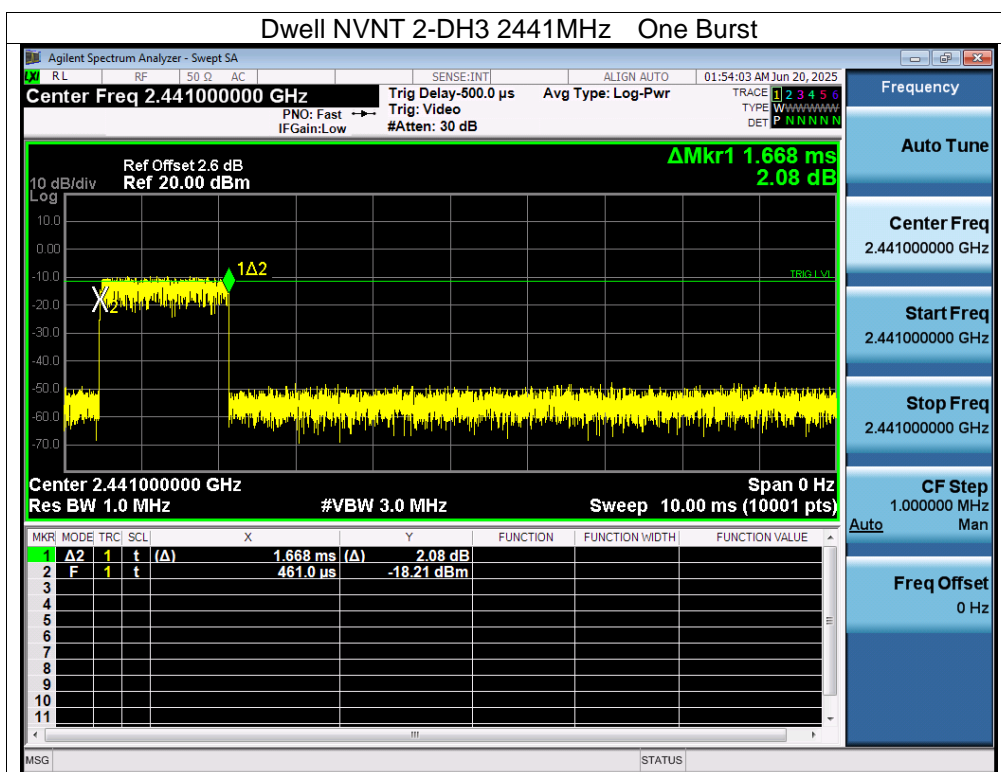 Dwell NVNT 2-DH3 2441MHz One Burst
Agilent Spectrum Analyzer - Swept SA
LXI RL RF 50 Ω AC SENSE:INT ALIGN AUTO 01:54:03 AM Jun 20, 2025
Center Freq 2.441000000 GHz
PNO: Fast
IFGain:Low
Trig Delay-500.0 µs
Trig: Video
#Atten: 30 dB
Avg Type: Log-Pwr
TRACE 1 2 3 4 5 6
TYPE WWWWWW
DET P N N N N N
Frequency
Ref Offset 2.6 dB
10 dB/div Ref 20.00 dBm
Log
ΔMkr1 1.668 ms
2.08 dB
10.0
0.00
-10.0
-20.0
-30.0
-40.0
-50.0
-60.0
-70.0
1Δ2
2
TRIG LVL
Center 2.441000000 GHz Span 0 Hz
Res BW 1.0 MHz #VBW 3.0 MHz Sweep 10.00 ms (10001 pts)
MKR MODE TRC SCL X Y FUNCTION FUNCTION WIDTH FUNCTION VALUE
1 Δ2 1 t (Δ) 1.668 ms (Δ) 2.08 dB
2 F 1 t 461.0 µs -18.21 dBm
3
4
5
6
7
8
9
10
11
Auto Tune
Center Freq
2.441000000 GHz
Start Freq
2.441000000 GHz
Stop Freq
2.441000000 GHz
CF Step
1.000000 MHz
Auto Man
Freq Offset
0 Hz
MSG STATUS